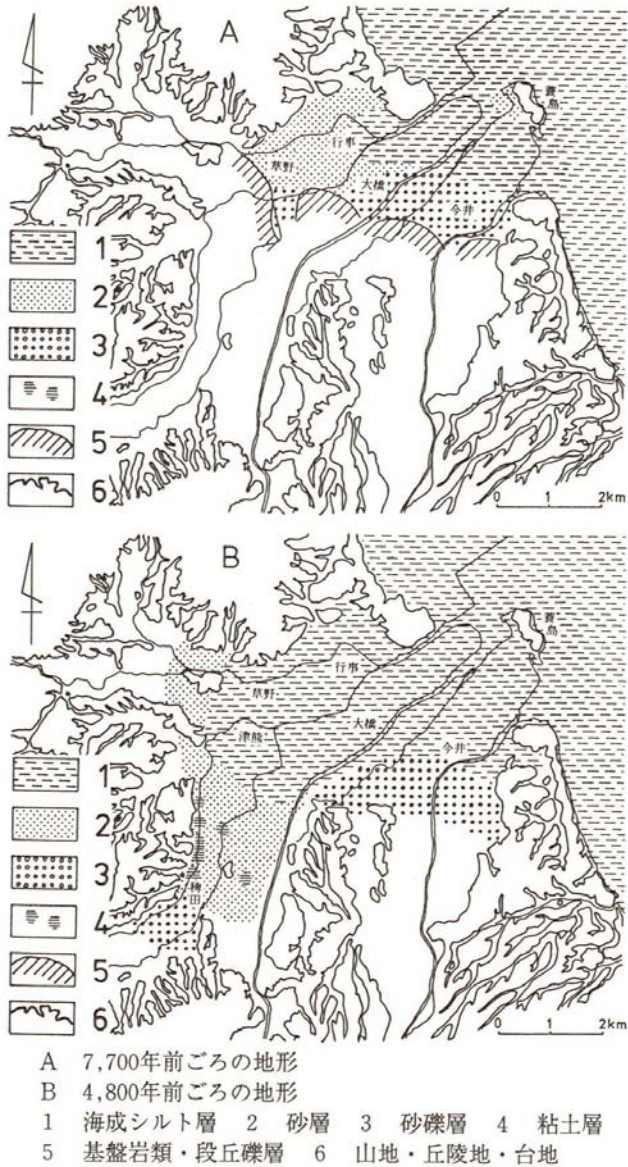 A
蓑島
行事
草野
大橋
今井
1
2
3
4
5
6
0 1 2km
B
蓑島
行事
草野
大橋
津熊
今井
稗田
1
2
3
4
5
6
0 1 2km
A 7,700年前ごろの地形
B 4,800年前ごろの地形
1 海成シルト層 2 砂層 3 砂礫層 4 粘土層
5 基盤岩類・段丘礫層 6 山地・丘陵地・台地